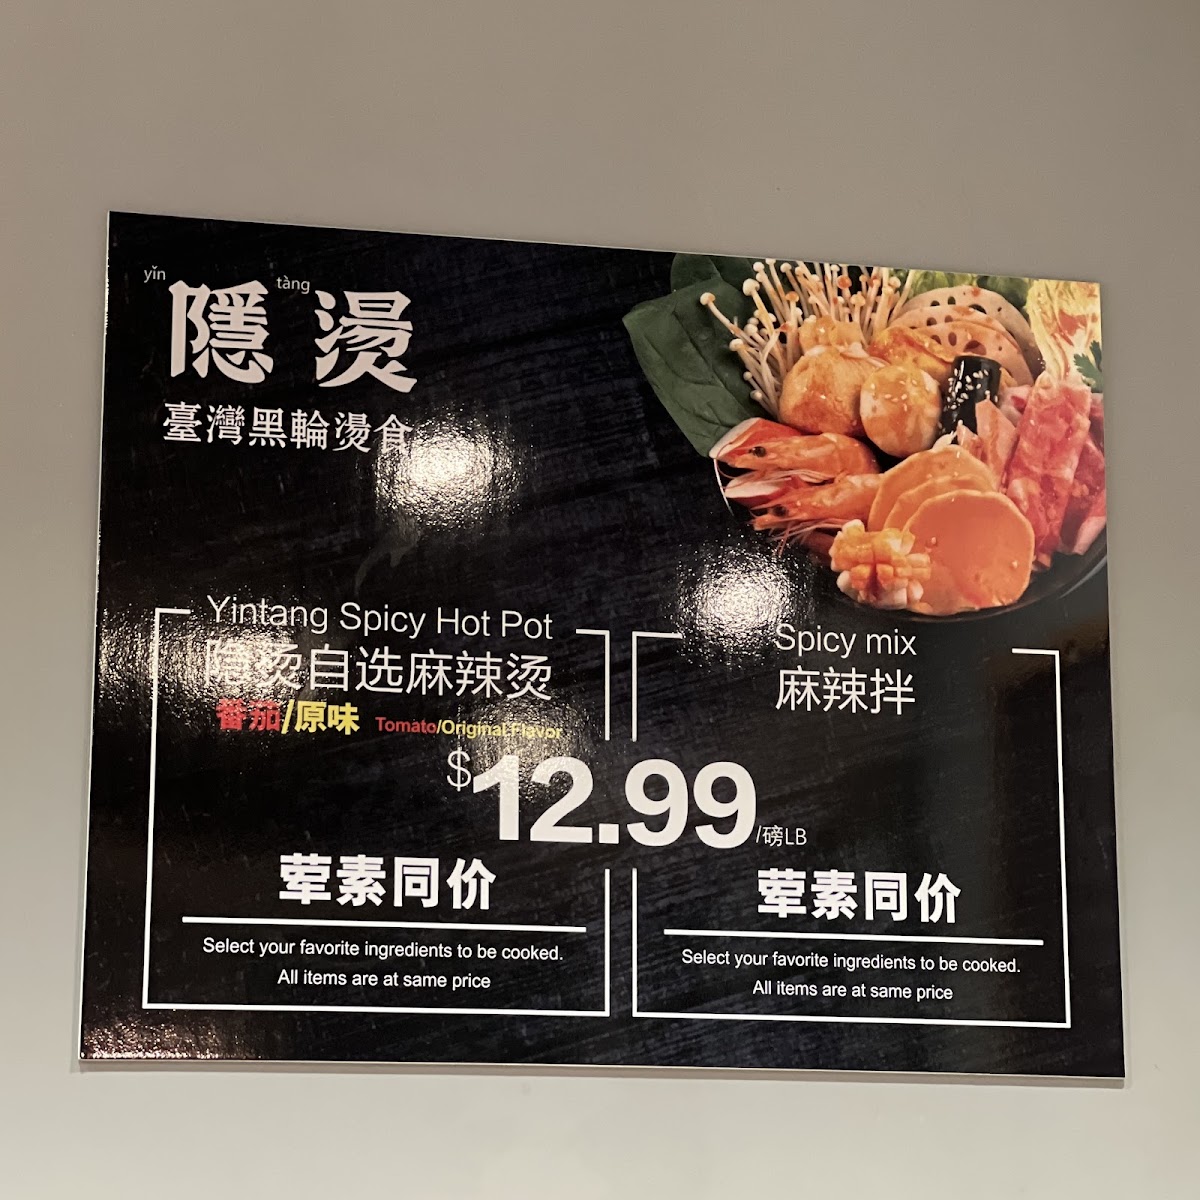 yǐn tàng
隱燙
臺灣黑輪燙食
Yintang Spicy Hot Pot
隐烫自选麻辣烫
番茄/原味 Tomato/Original Flavor
Spicy mix
麻辣拌
$12.99/磅LB
荤素同价
Select your favorite ingredients to be cooked.
All items are at same price
荤素同价
Select your favorite ingredients to be cooked.
All items are at same price